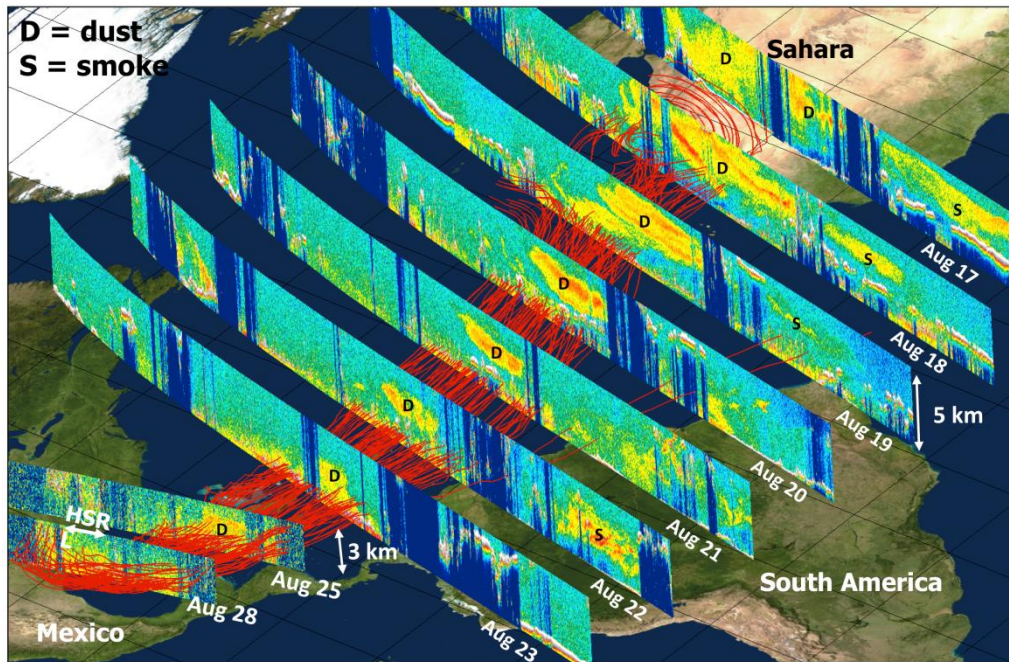 D = dust
S = smoke
Sahara
D
D
S
Aug 17
D
S
Aug 18
D
S
Aug 19
5 km
D
Aug 20
D
Aug 21
D
S
Aug 22
South America
D
3 km
Aug 23
HSR
L
D
Aug 25
Aug 28
Mexico